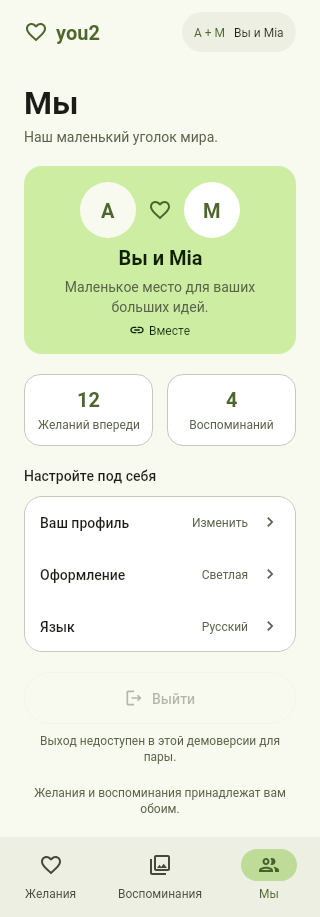 you2
A + M Вы и Mia
Мы
Наш маленький уголок мира.
A
M
Вы и Mia
Маленькое место для ваших
больших идей.
Вместе
12
Желаний впереди
4
Воспоминаний
Настройте под себя
Ваш профиль Изменить
Оформление Светлая
Язык Русский
Выйти
Выход недоступен в этой демоверсии для
пары.
Желания и воспоминания принадлежат вам
обоим.
Желания Воспоминания Мы